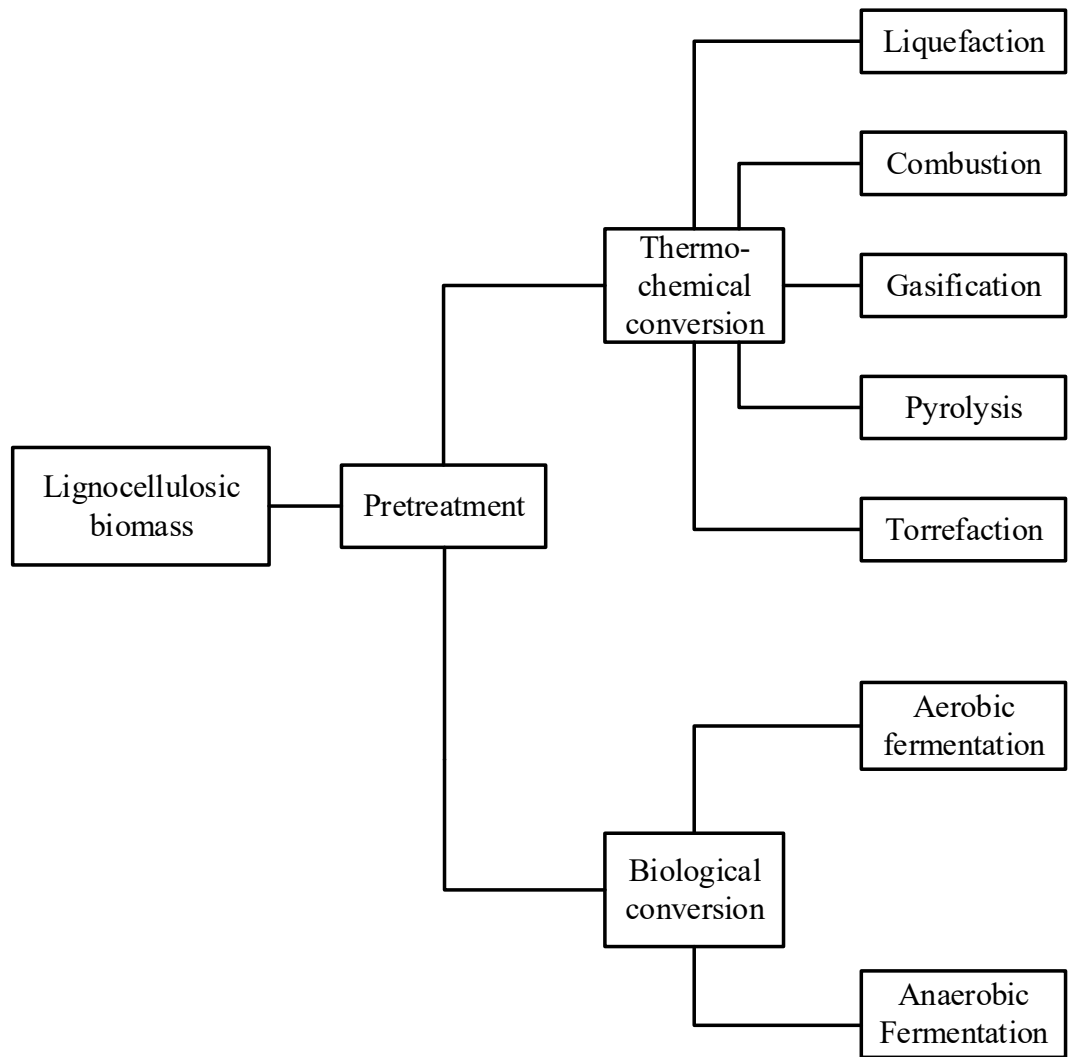 Liquefaction
Combustion
Thermo-
chemical
conversion
Gasification
Pyrolysis
Lignocellulosic
biomass
Pretreatment
Torrefaction
Aerobic
fermentation
Biological
conversion
Anaerobic
Fermentation